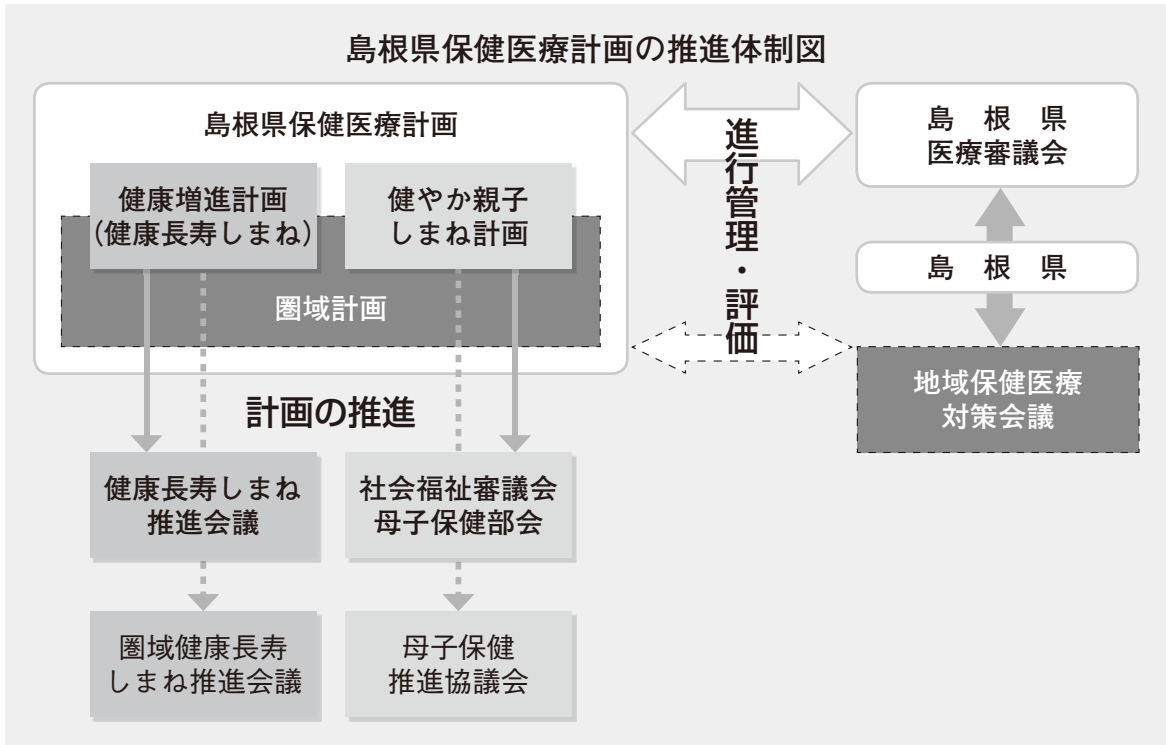 島根県保健医療計画の推進体制図
島根県保健医療計画
健康増進計画
(健康長寿しまね)
健やか親子
しまね計画
圏域計画
計画の推進
健康長寿しまね
推進会議
社会福祉審議会
母子保健部会
圏域健康長寿
しまね推進会議
母子保健
推進協議会
進行管理・評価
島　根　県
医療審議会
島　根　県
地域保健医療
対策会議